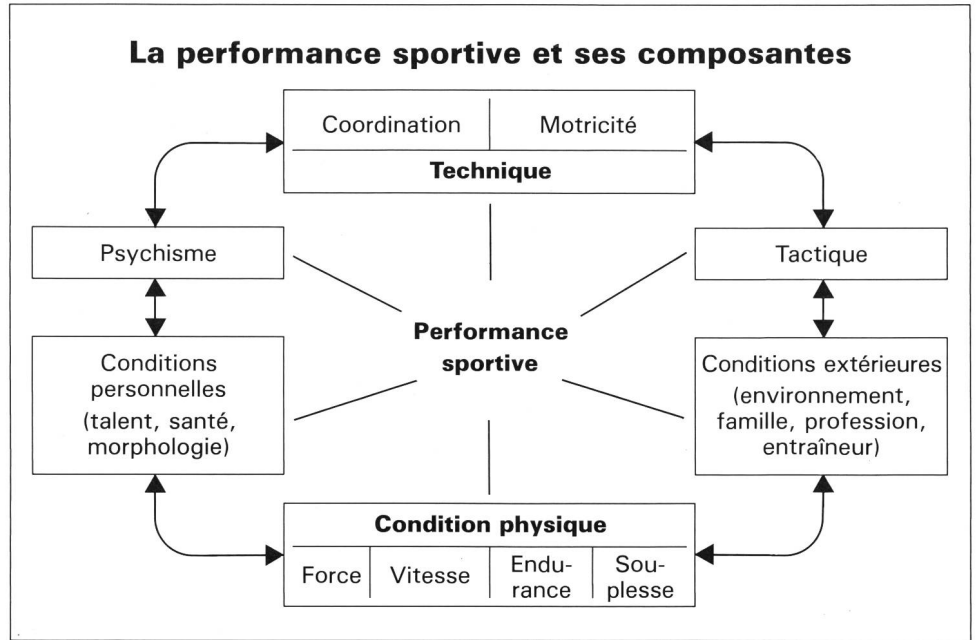 La performance sportive et ses composantes
Coordination
Motricité
Technique
Psychisme
Tactique
Performance
sportive
Conditions
personnelles
(talent, santé,
morphologie)
Conditions extérieures
(environnement,
famille, profession,
entraîneur)
Condition physique
Force
Vitesse
Endu-
rance
Sou-
plesse